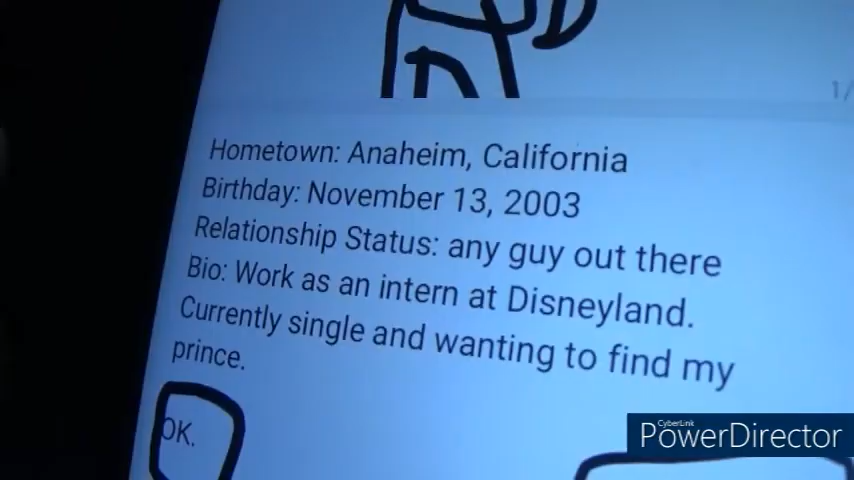 1/
Hometown: Anaheim, California
Birthday: November 13, 2003
Relationship Status: any guy out there
Bio: Work as an intern at Disneyland.
Currently single and wanting to find my
prince.
OK.
CyberLink
PowerDirector